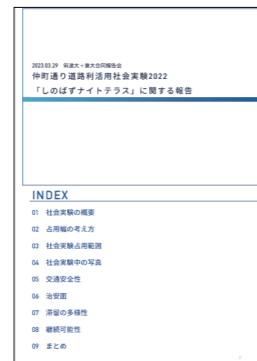 2023.03.29　筑波大・東大合同報告会
仲町通り道路利活用社会実験2022
「しのばずナイトテラス」に関する報告
INDEX
01　社会実験の概要
02　占用幅の考え方
03　社会実験占用範囲
04　社会実験中の写真
05　交通安全性
06　治安面
07　滞留の多様性
08　継続可能性
09　まとめ